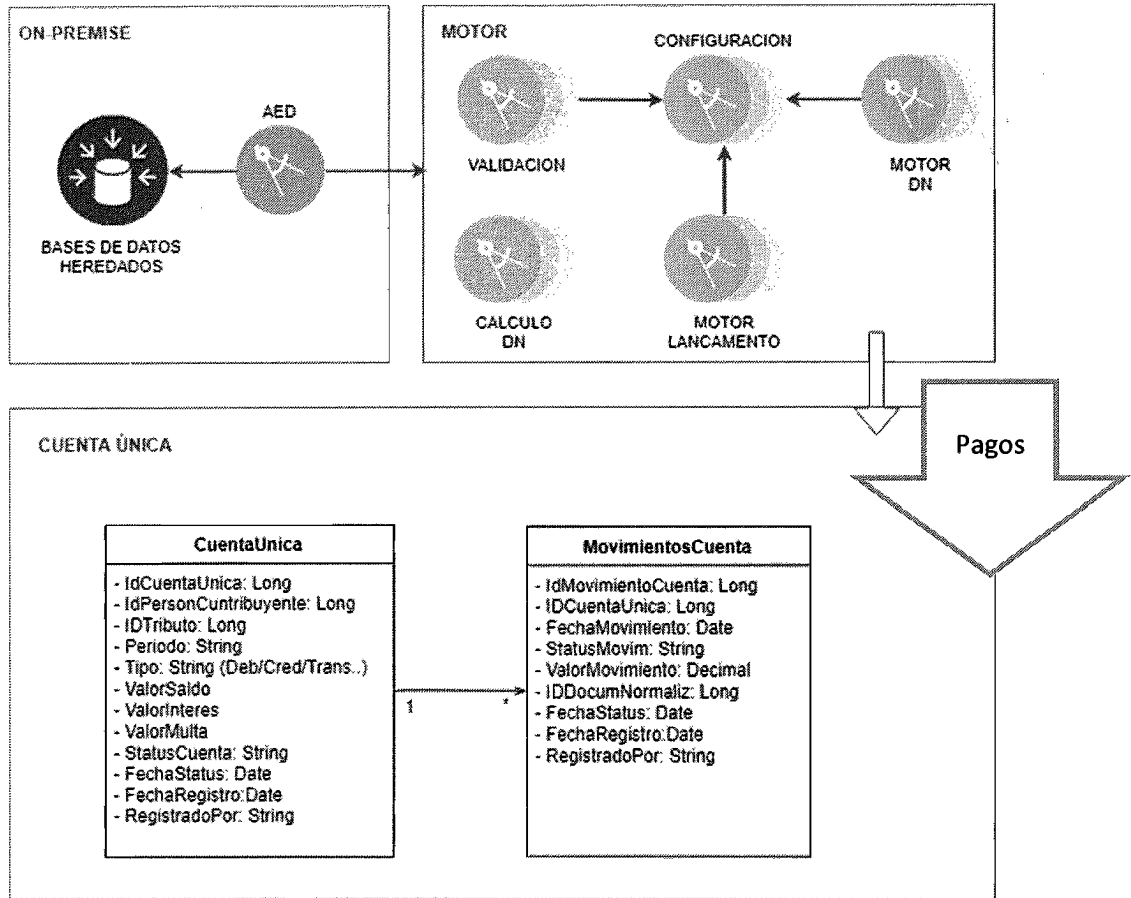 ON-PREMISE
AED
BASES DE DATOS
HEREDADOS
MOTOR
CONFIGURACION
VALIDACION
MOTOR
DN
CALCULO
DN
MOTOR
LANCAMENTO
Pagos
CUENTA ÚNICA
CuentaUnica
- IdCuentaUnica: Long
- IdPersonCuntribuyente: Long
- IDTributo: Long
- Periodo: String
- Tipo: String (Deb/Cred/Trans..)
- ValorSaldo
- ValorInteres
- ValorMulta
- StatusCuenta: String
- FechaStatus: Date
- FechaRegistro:Date
- RegistradoPor: String
1
*
MovimientosCuenta
- IdMovimientoCuenta: Long
- IDCuentaUnica: Long
- FechaMovimiento: Date
- StatusMovim: String
- ValorMovimiento: Decimal
- IDDocumNormaliz: Long
- FechaStatus: Date
- FechaRegistro:Date
- RegistradoPor: String